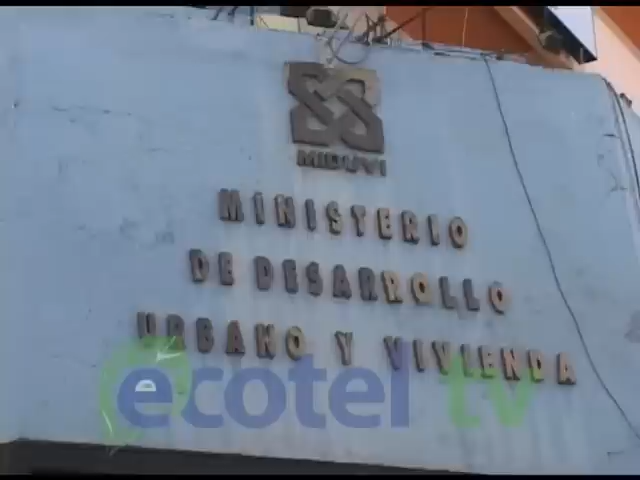 MIDUVI
MINISTERIO
DE DESARROLLO
URBANO Y VIVIENDA
ecotel tv